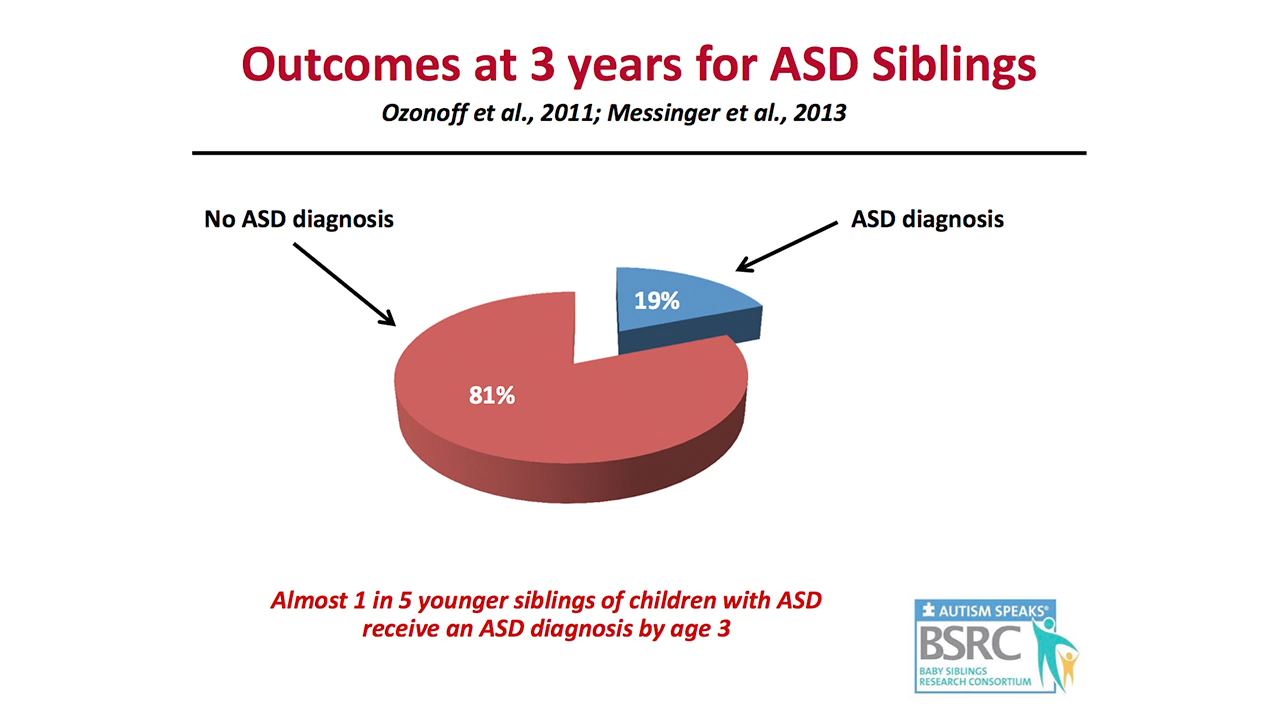 Outcomes at 3 years for ASD Siblings
Ozonoff et al., 2011; Messinger et al., 2013
No ASD diagnosis
ASD diagnosis
19%
81%
Almost 1 in 5 younger siblings of children with ASD
receive an ASD diagnosis by age 3
AUTISM SPEAKS®
BSRC
BABY SIBLINGS
RESEARCH CONSORTIUM